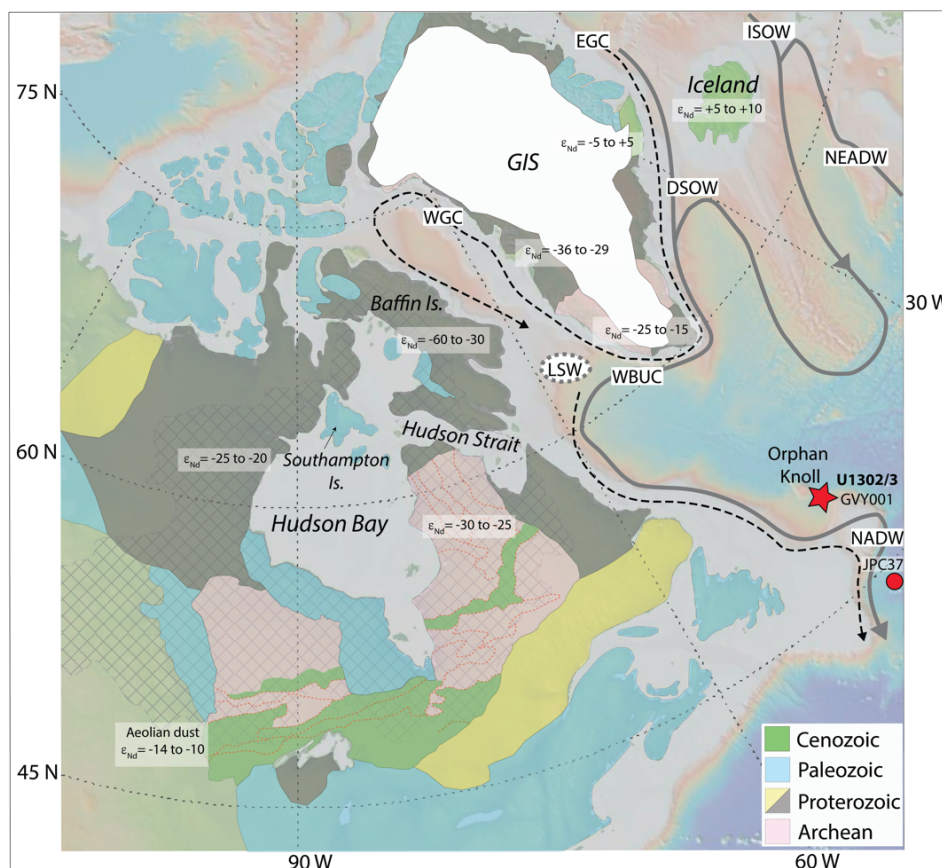 EGC
ISOW
75 N
Iceland
εNd= +5 to +10
εNd= -5 to +5
GIS
NEADW
DSOW
WGC
εNd= -36 to -29
Baffin Is.
30 W
εNd= -60 to -30
εNd= -25 to -15
LSW
WBUC
Hudson Strait
60 N
εNd= -25 to -20
Southampton
Is.
Orphan
Knoll
U1302/3
GVY001
Hudson Bay
εNd= -30 to -25
NADW
JPC37
Aeolian dust
εNd= -14 to -10
45 N
Cenozoic
Paleozoic
Proterozoic
Archean
90 W
60 W